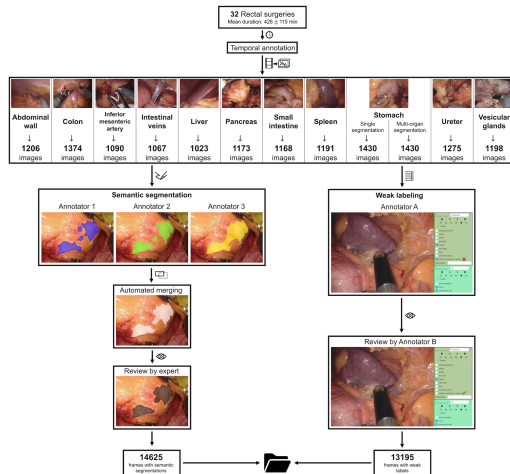 32 Rectal surgeries
Mean duration: 426 ± 115 min
Temporal annotation
Abdominal wall
↓
1206
images
Colon
↓
1374
images
Inferior mesenteric artery
↓
1090
images
Intestinal veins
↓
1067
images
Liver
↓
1023
images
Pancreas
↓
1173
images
Small intestine
↓
1168
images
Spleen
↓
1191
images
Stomach
Single segmentation
↓
1430
images
Multi-organ segmentation
↓
1430
images
Ureter
↓
1275
images
Vesicular glands
↓
1198
images
Semantic segmentation
Annotator 1
Annotator 2
Annotator 3
Weak labeling
Annotator A
Automated merging
Review by expert
Review by Annotator B
14625
frames with semantic
segmentations
13195
frames with weak
labels